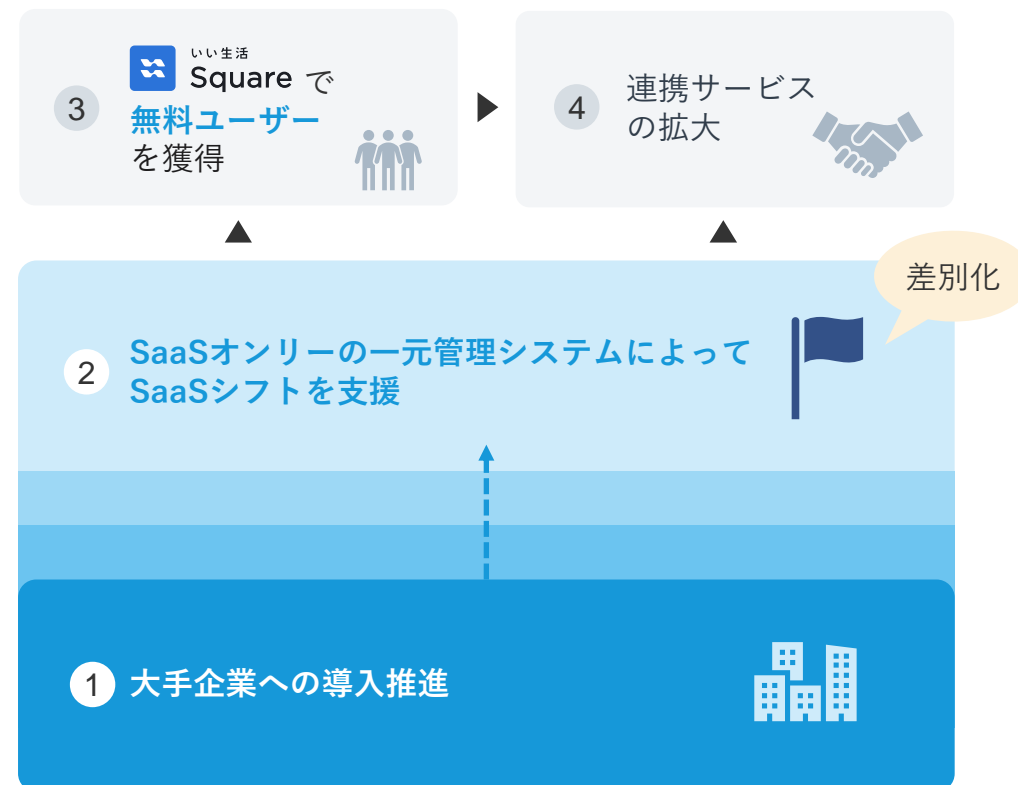 3
いい生活
Square で
無料ユーザー
を獲得
4
連携サービス
の拡大
差別化
2
SaaSオンリーの一元管理システムによって
SaaSシフトを支援
1
大手企業への導入推進